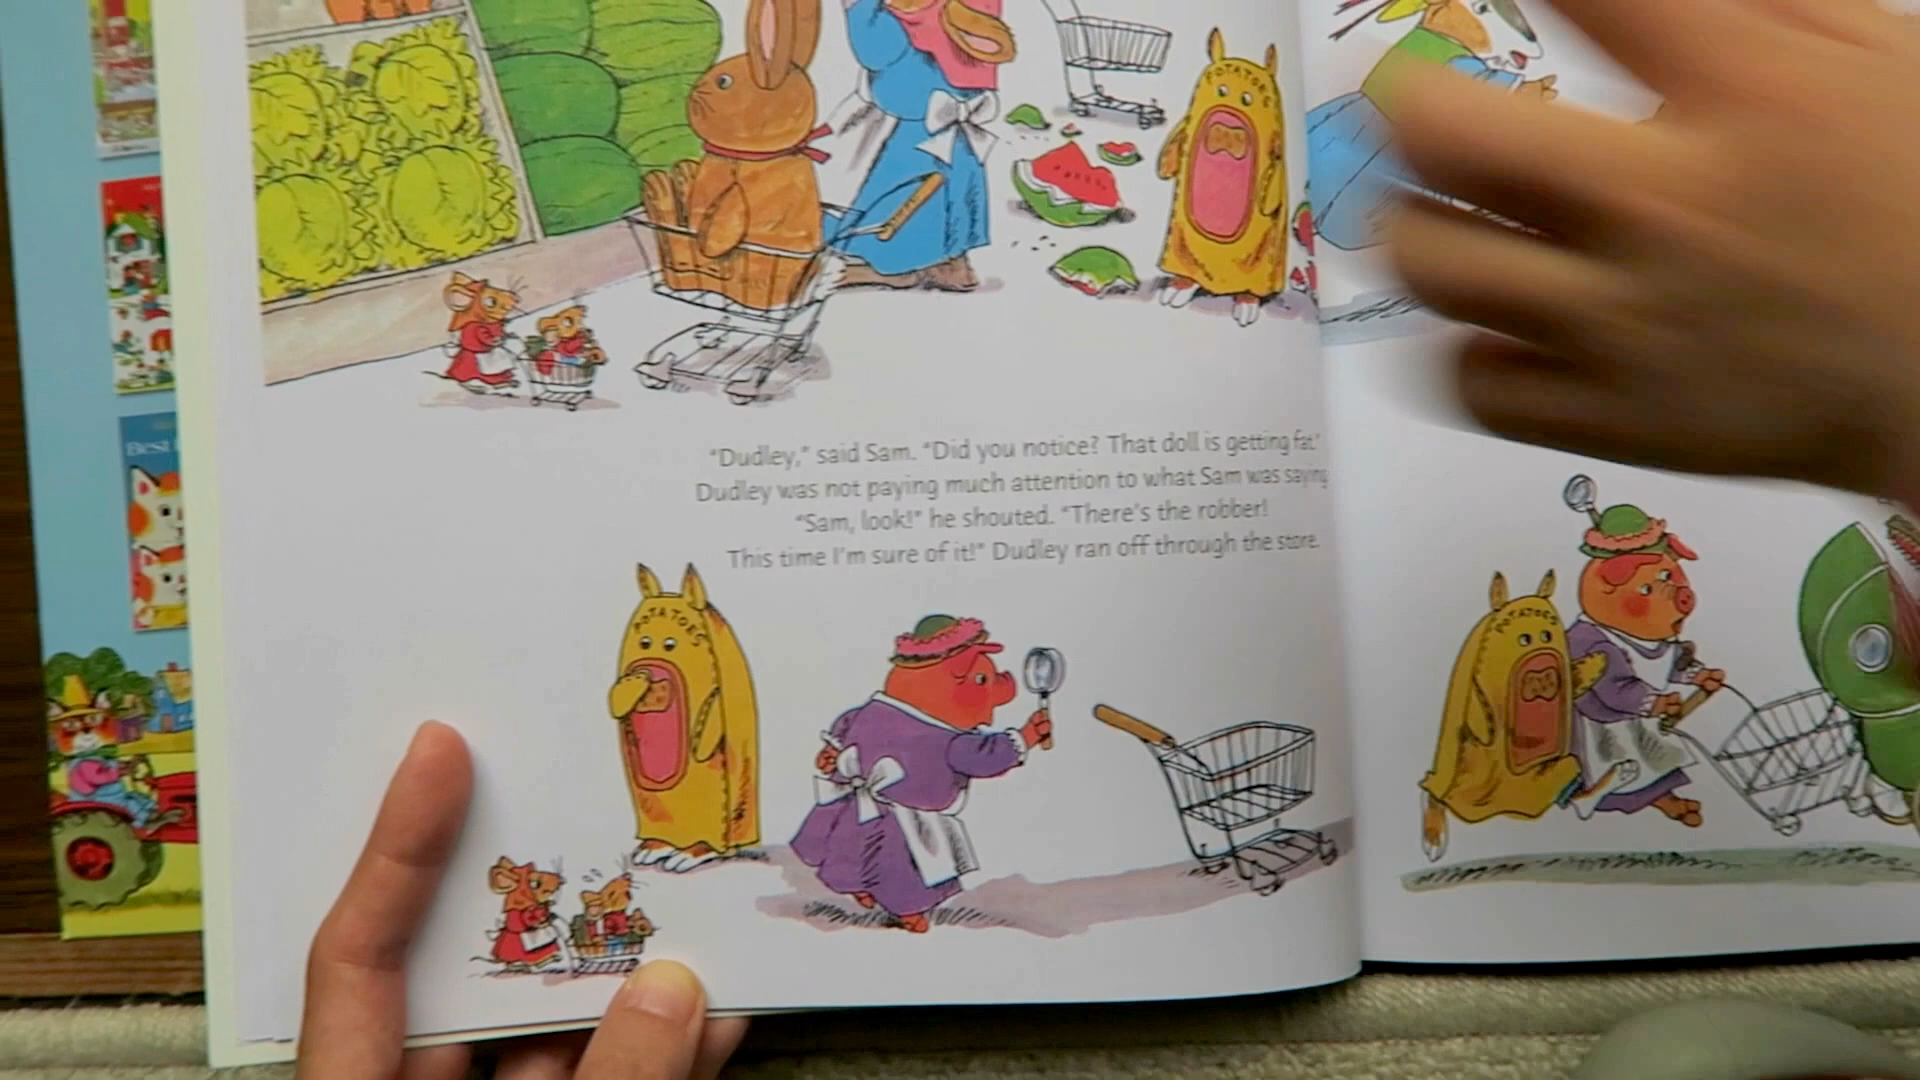 POTATOES
"Dudley," said Sam. "Did you notice? That doll is getting fat."
Dudley was not paying much attention to what Sam was saying
"Sam, look!" he shouted. "There's the robber!
This time I'm sure of it!" Dudley ran off through the store.
POTATOES
POTATOES
Best